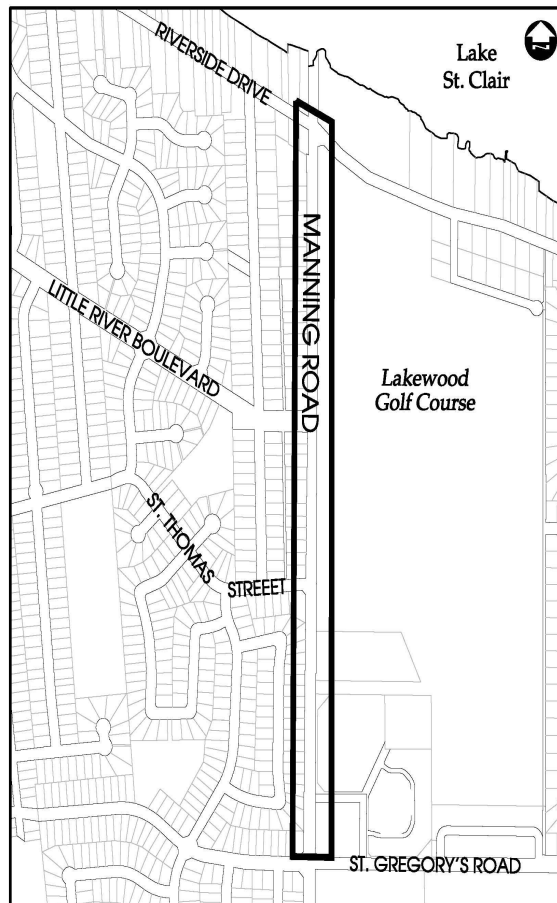 RIVERSIDE DRIVE
Lake
St. Clair
MANNING ROAD
LITTLE RIVER BOULEVARD
Lakewood
Golf Course
ST. THOMAS
STREEET
ST. GREGORY'S ROAD